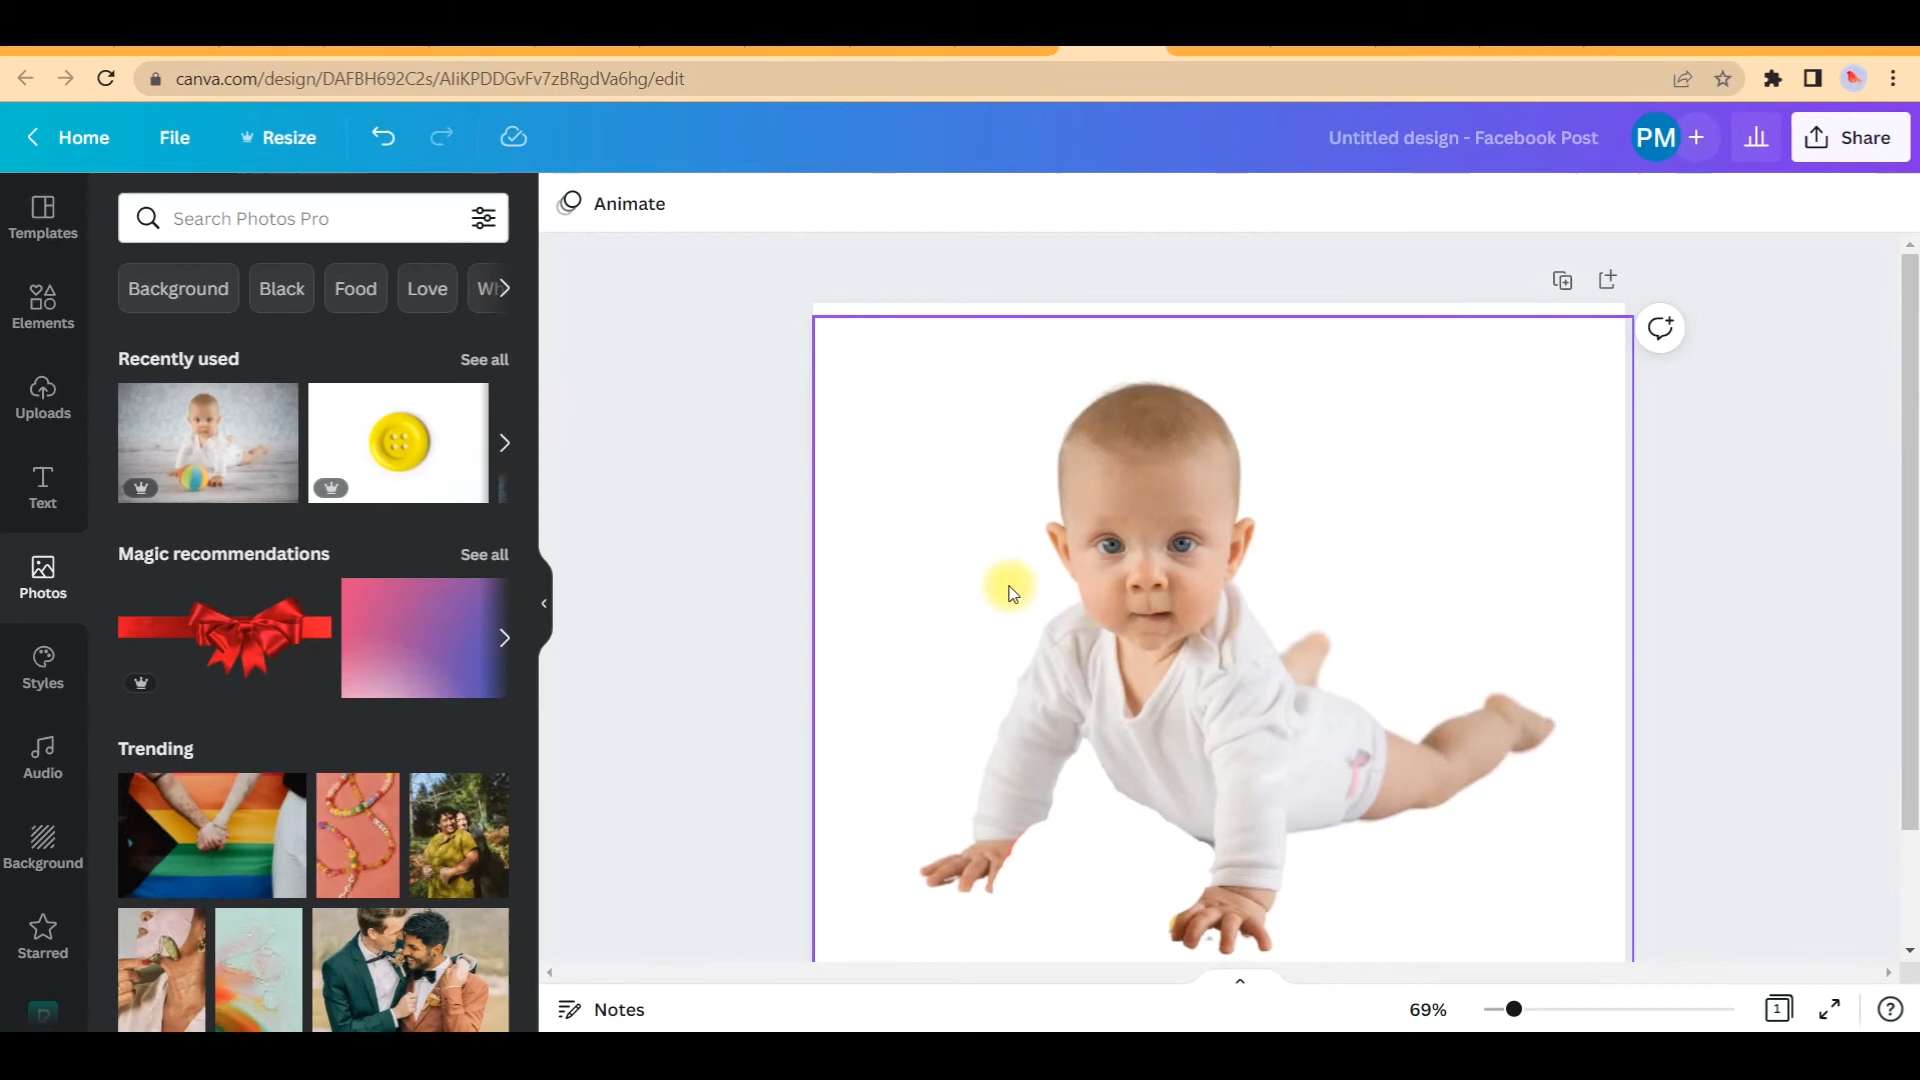 canva.com/design/DAFBH692C2s/AIiKPDDGvFv7zBRgdVa6hg/edit
Home
File
Resize
Untitled design - Facebook Post
PM
Share
Templates
Elements
Uploads
Text
Photos
Styles
Audio
Background
Starred
Search Photos Pro
Background
Black
Food
Love
Wh
Recently used
See all
Magic recommendations
See all
Trending
Animate
Notes
69%
1